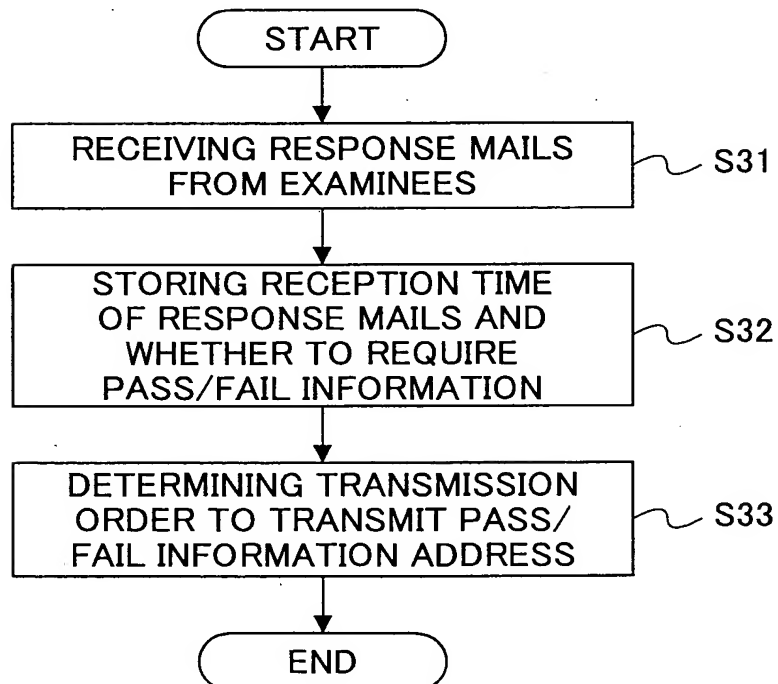 START
RECEIVING RESPONSE MAILS
FROM EXAMINEES
S31
STORING RECEPTION TIME
OF RESPONSE MAILS AND
WHETHER TO REQUIRE
PASS/FAIL INFORMATION
S32
DETERMINING TRANSMISSION
ORDER TO TRANSMIT PASS/
FAIL INFORMATION ADDRESS
S33
END